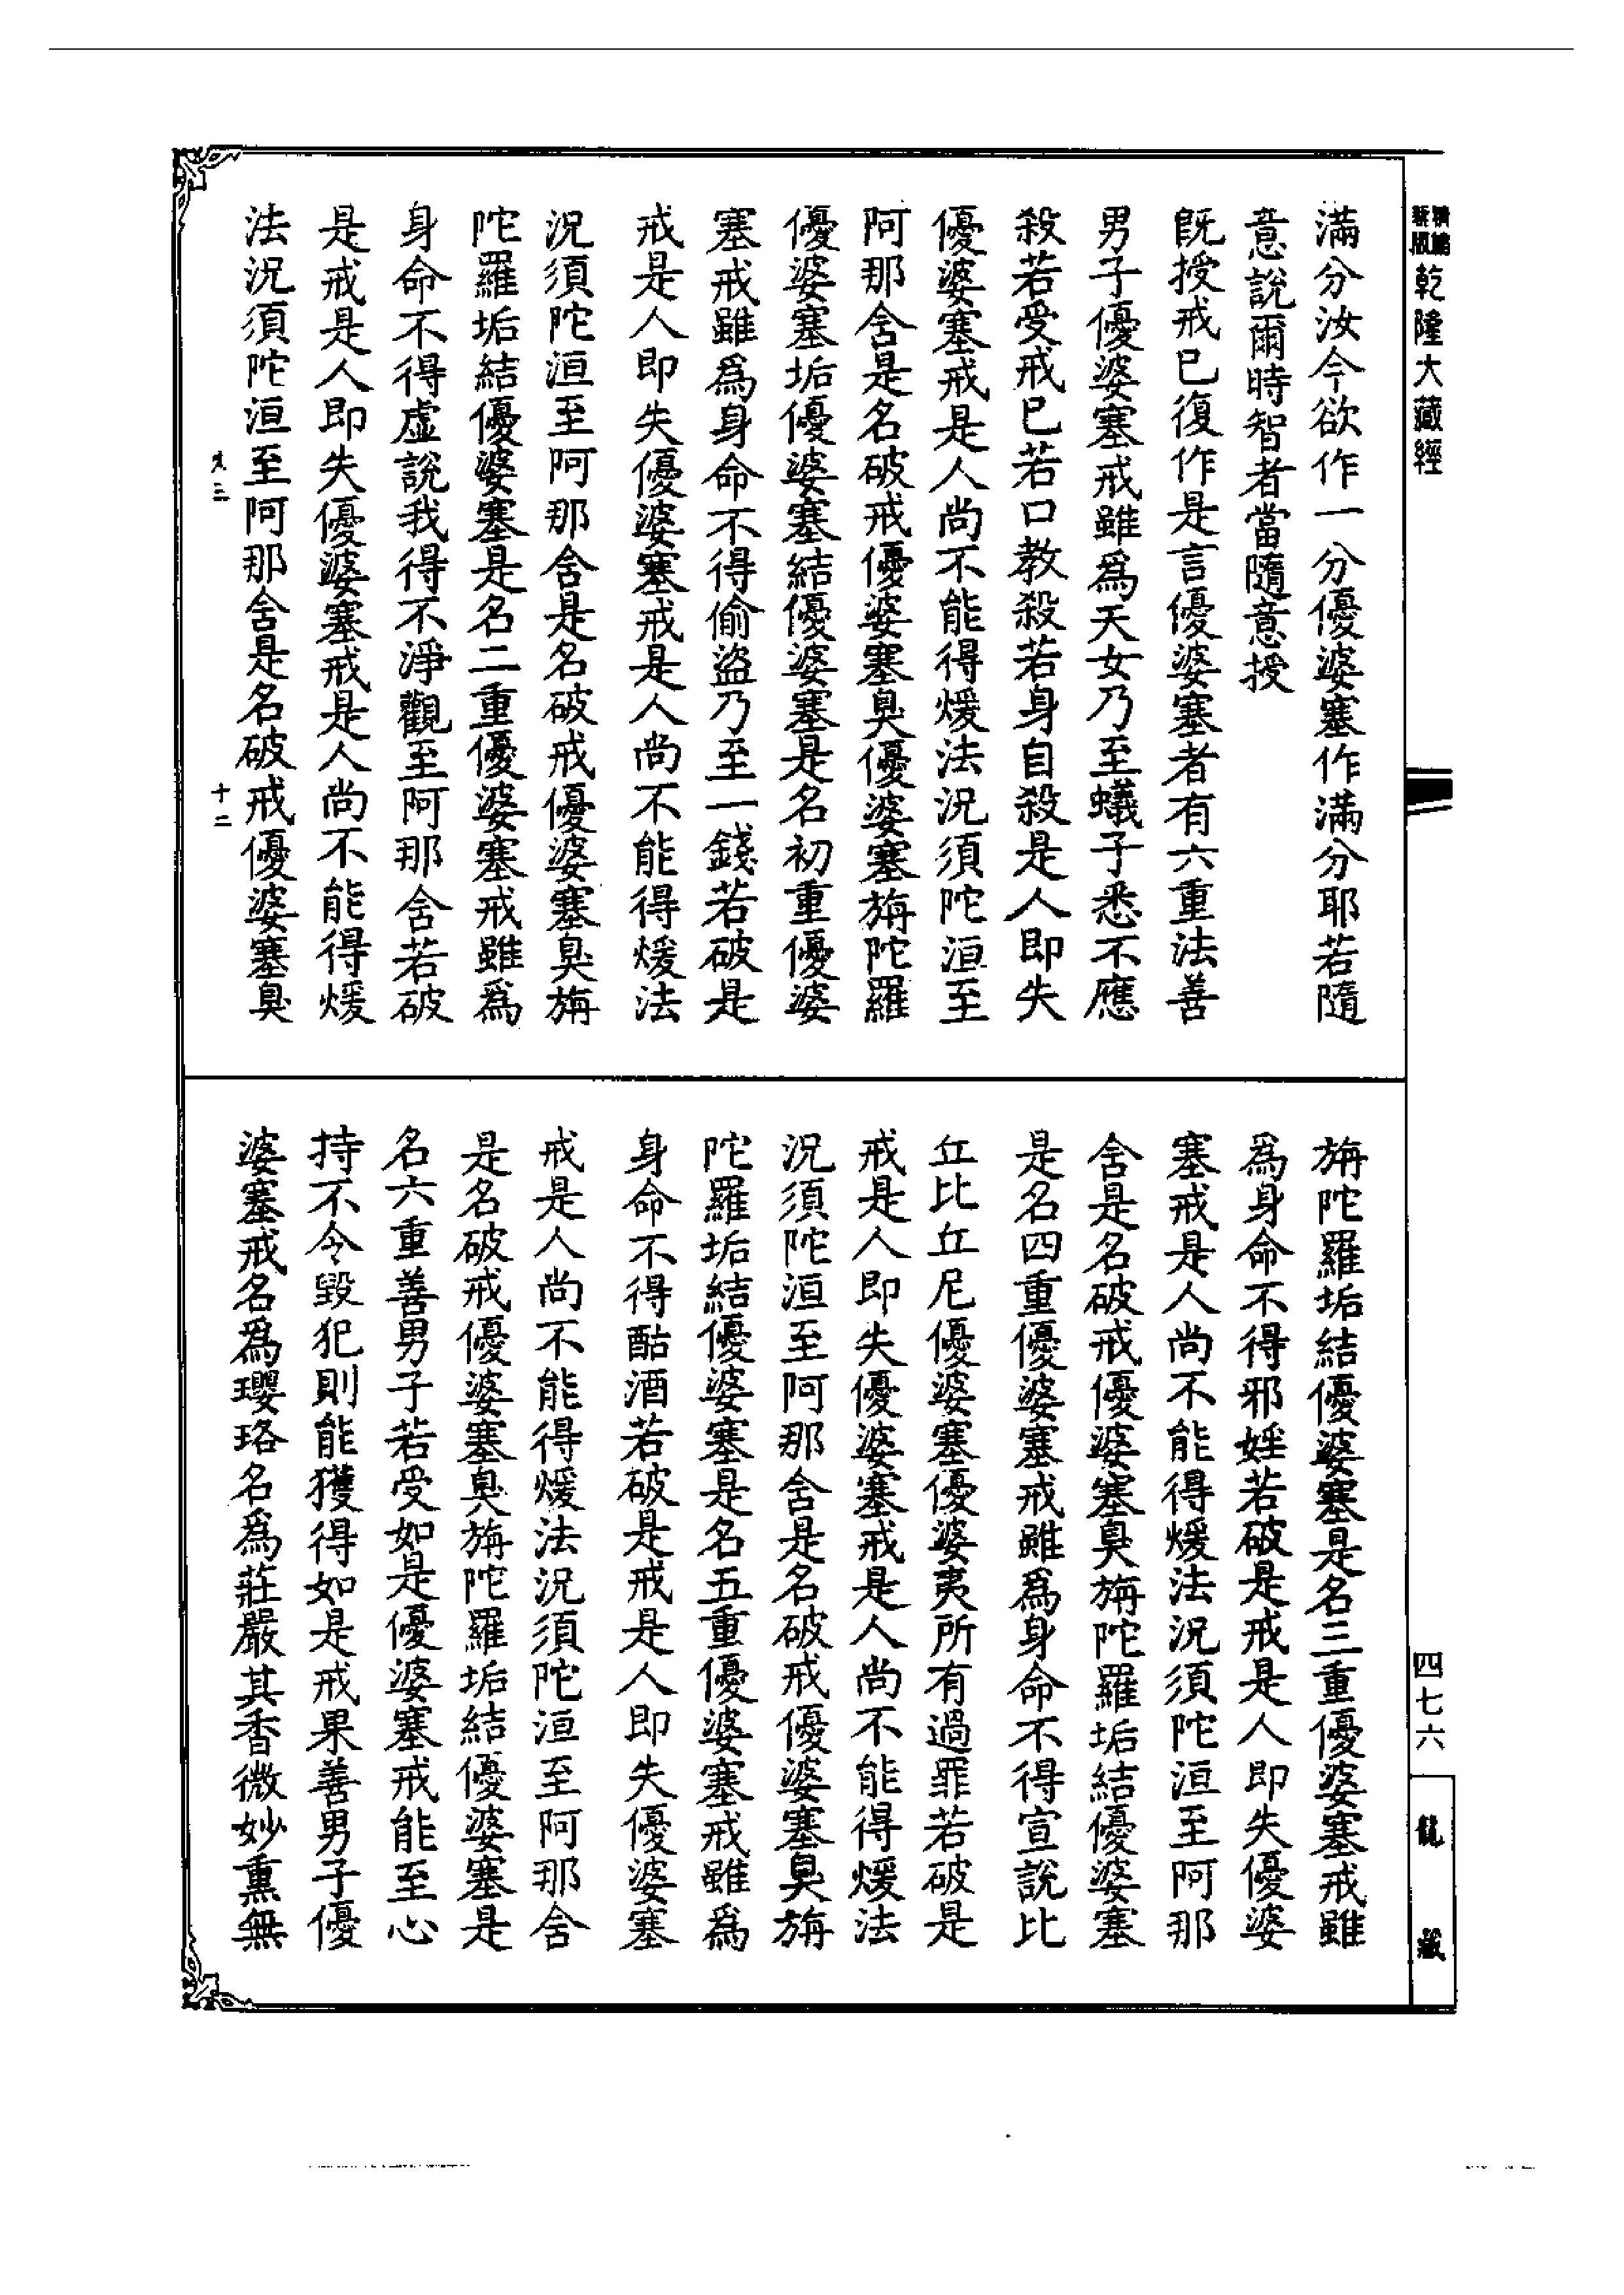 乾隆大藏經
滿分汝今欲作一分優婆塞作滿分耶若隨
意說爾時智者當隨意授
旣授戒已復作是言優婆塞者有六重法善
男子優婆塞戒雖爲天女乃至蟻子悉不應
殺若受戒已若口教殺若身自殺是人即失
優婆塞戒是人尚不能得煖法況須陀洹至
阿那舍是名破戒優婆塞臭優婆塞旃陀羅
優婆塞垢優婆塞結優婆塞是名初重優婆
塞戒雖爲身命不得偷盜乃至一錢若破是
戒是人即失優婆塞戒是人尚不能得煖法
況須陀洹至阿那舍是名破戒優婆塞臭旃
陀羅垢結優婆塞是名二重優婆塞戒雖爲
身命不得虛說我得不淨觀至阿那舍若破
是戒是人即失優婆塞戒是人尚不能得煖
法況須陀洹至阿那舍是名破戒優婆塞臭
三
十二
旃陀羅垢結優婆塞是名三重優婆塞戒雖
爲身命不得邪婬若破是戒是人即失優婆
塞戒是人尚不能得煖法況須陀洹至阿那
舍是名破戒優婆塞臭旃陀羅垢結優婆塞
是名四重優婆塞戒雖爲身命不得宣說比
丘比丘尼優婆塞優婆夷所有過罪若破是
戒是人即失優婆塞戒是人尚不能得煖法
況須陀洹至阿那舍是名破戒優婆塞臭旃
陀羅垢結優婆塞是名五重優婆塞戒雖爲
身命不得酤酒若破是戒是人即失優婆塞
戒是人尚不能得煖法況須陀洹至阿那舍
是名破戒優婆塞臭旃陀羅垢結優婆塞是
名六重善男子若受如是優婆塞戒能至心
持不令毀犯則能獲得如是戒果善男子優
婆塞戒名爲瓔珞名爲莊嚴其香微妙熏無
四七六